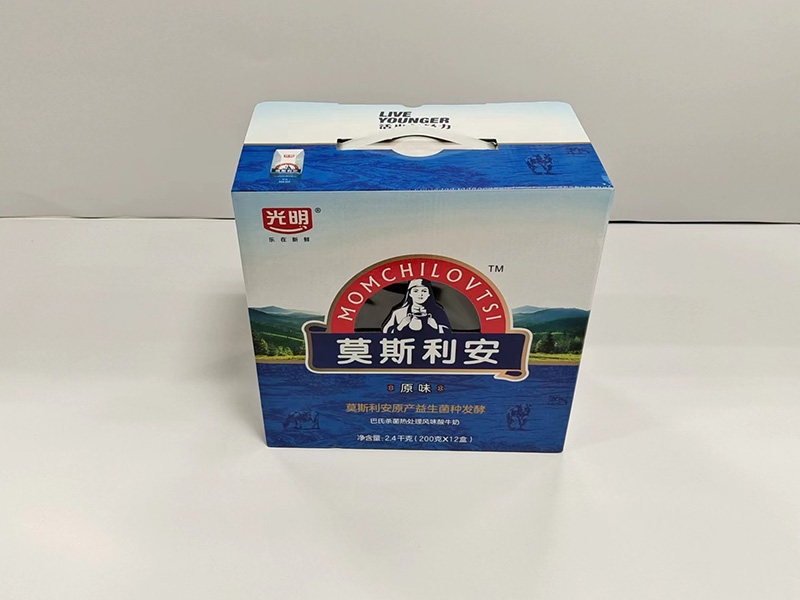 LIVE
YOUNGER
光明®
乐在新鲜
MOMCHILOVTSI
TM
莫斯利安
原味
莫斯利安原产益生菌种发酵
巴氏杀菌热处理风味酸牛奶
净含量:2.4千克(200克X12盒)